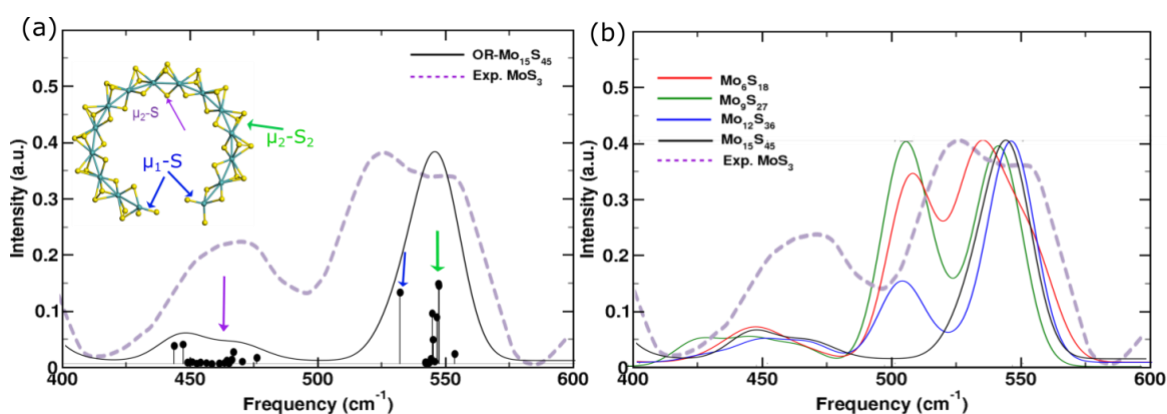 (a)
OR-Mo₁₅S₄₅
Exp. MoS₃
μ₂-S
μ₂-S₂
μ₁-S
Intensity (a.u.)
0.5
0.4
0.3
0.2
0.1
0
400
450
500
550
600
Frequency (cm⁻¹)
(b)
Mo₆S₁₈
Mo₉S₂₇
Mo₁₂S₃₆
Mo₁₅S₄₅
Exp. MoS₃
Intensity (a.u.)
0.5
0.4
0.3
0.2
0.1
0
400
450
500
550
600
Frequency (cm⁻¹)